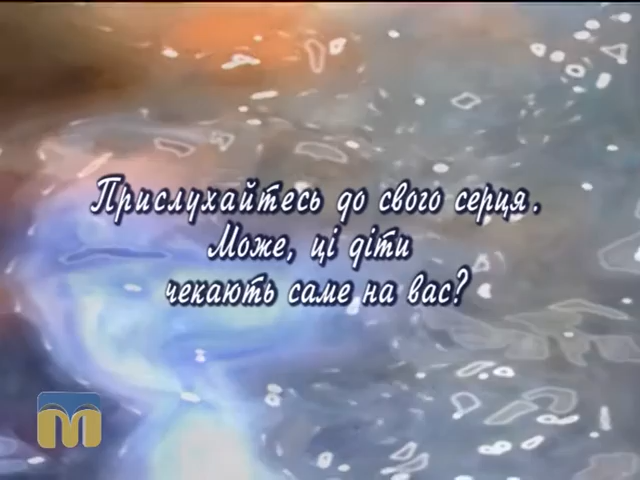 Прислухайтесь до свого серця.
Може, ці діти
чекають саме на вас?
М